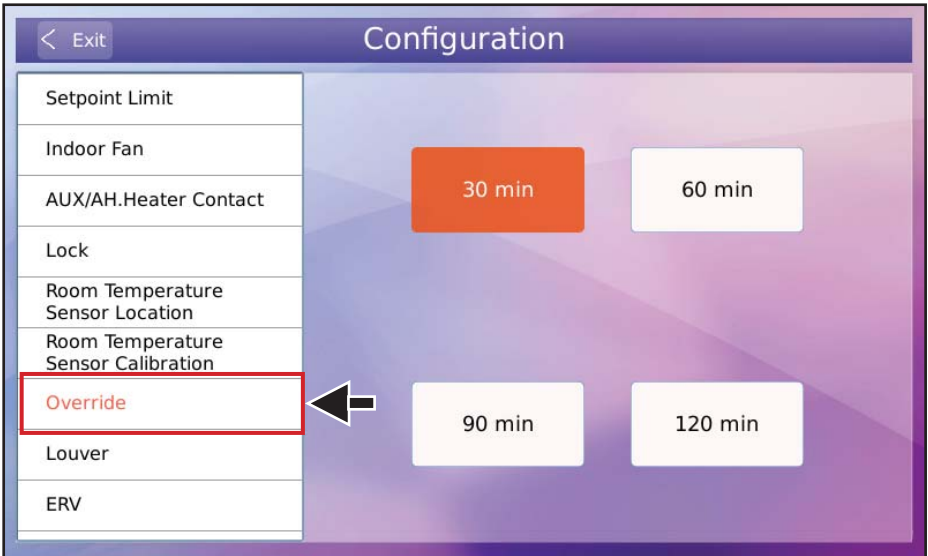 Exit
Configuration
Setpoint Limit
Indoor Fan
AUX/AH.Heater Contact
Lock
Room Temperature
Sensor Location
Room Temperature
Sensor Calibration
Override
Louver
ERV
30 min
60 min
90 min
120 min